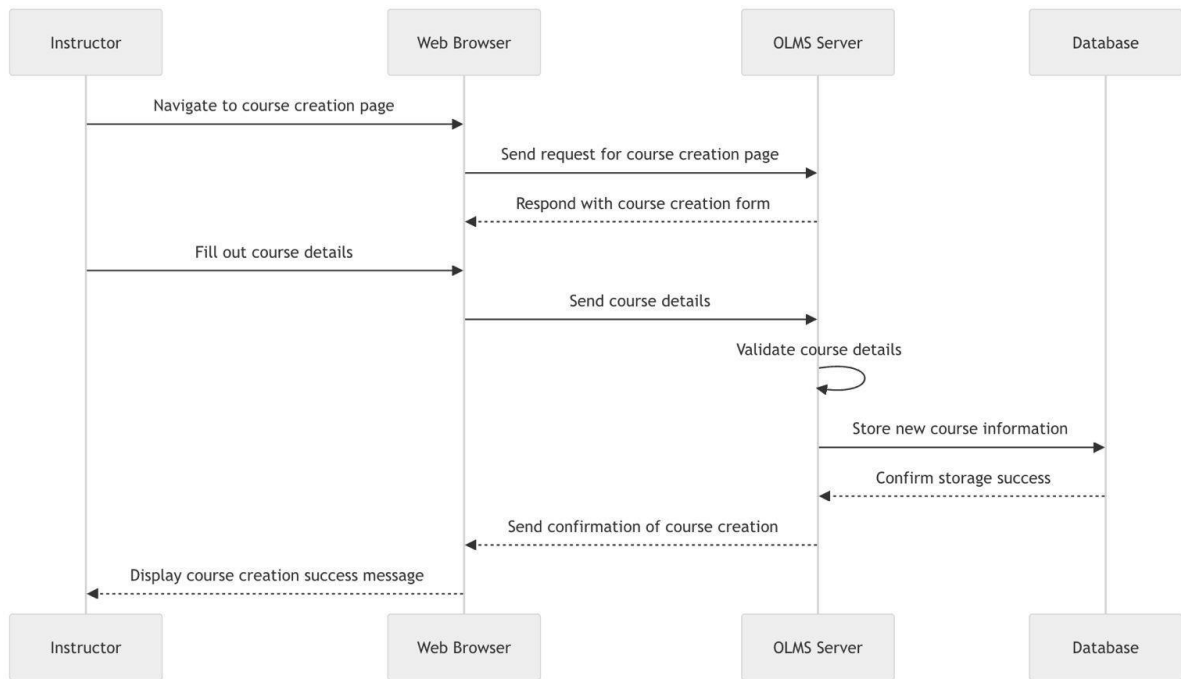 Instructor
Web Browser
OLMS Server
Database
Navigate to course creation page
Send request for course creation page
Respond with course creation form
Fill out course details
Send course details
Validate course details
Store new course information
Confirm storage success
Send confirmation of course creation
Display course creation success message
Instructor
Web Browser
OLMS Server
Database